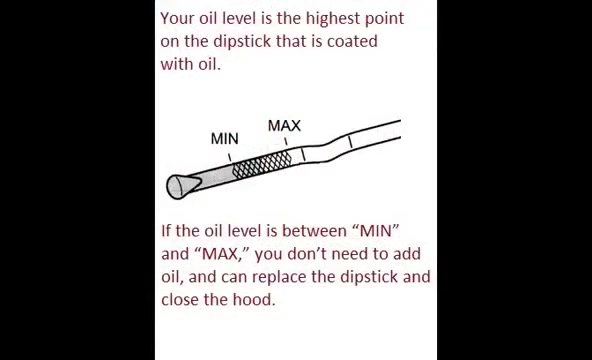 Your oil level is the highest point
on the dipstick that is coated
with oil.
MAX
MIN
If the oil level is between “MIN”
and “MAX,” you don’t need to add
oil, and can replace the dipstick and
close the hood.